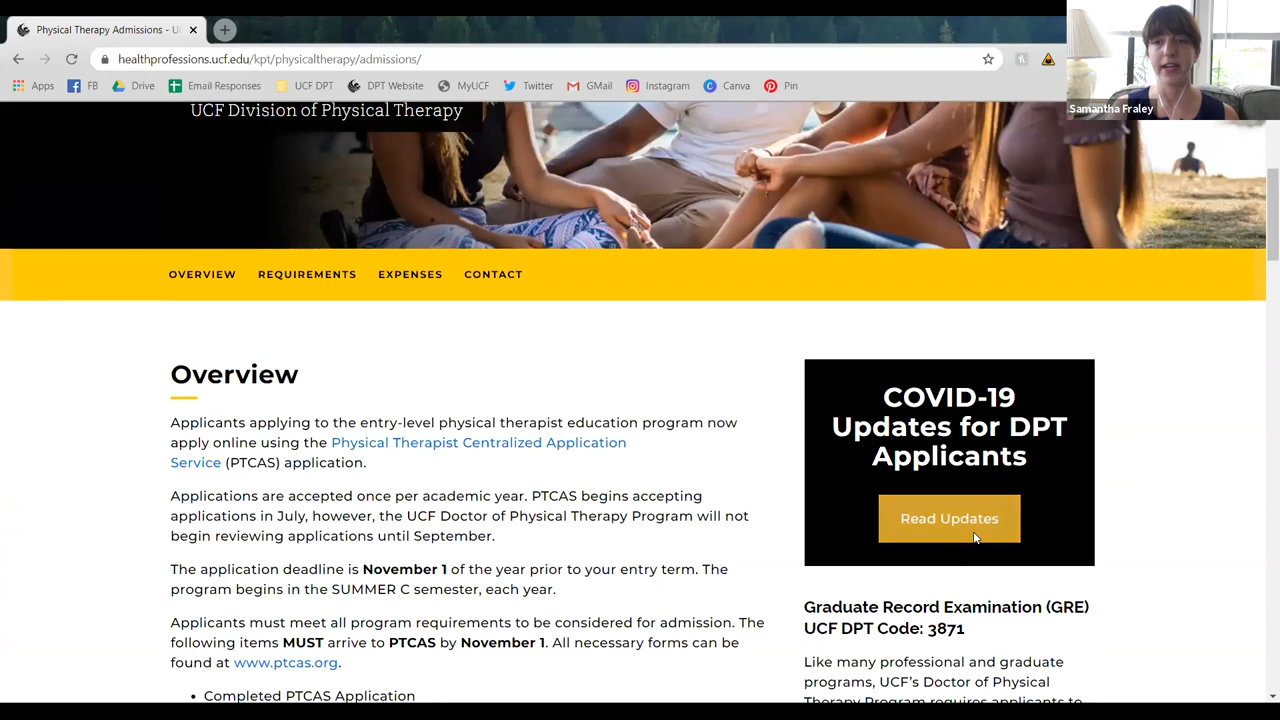 Physical Therapy Admissions - UC
healthprofessions.ucf.edu/kpt/physicaltherapy/admissions/
Apps FB Drive Email Responses UCF DPT DPT Website MyUCF Twitter GMail Instagram Canva Pin
Samantha Fraley
UCF Division of Physical Therapy
OVERVIEW REQUIREMENTS EXPENSES CONTACT
Overview
Applicants applying to the entry-level physical therapist education program now
apply online using the Physical Therapist Centralized Application
Service (PTCAS) application.
Applications are accepted once per academic year. PTCAS begins accepting
applications in July, however, the UCF Doctor of Physical Therapy Program will not
begin reviewing applications until September.
The application deadline is November 1 of the year prior to your entry term. The
program begins in the SUMMER C semester, each year.
Applicants must meet all program requirements to be considered for admission. The
following items MUST arrive to PTCAS by November 1. All necessary forms can be
found at www.ptcas.org.
• Completed PTCAS Application
COVID-19
Updates for DPT
Applicants
Read Updates
Graduate Record Examination (GRE)
UCF DPT Code: 3871
Like many professional and graduate
programs, UCF's Doctor of Physical
Therapy Program requires applicants to